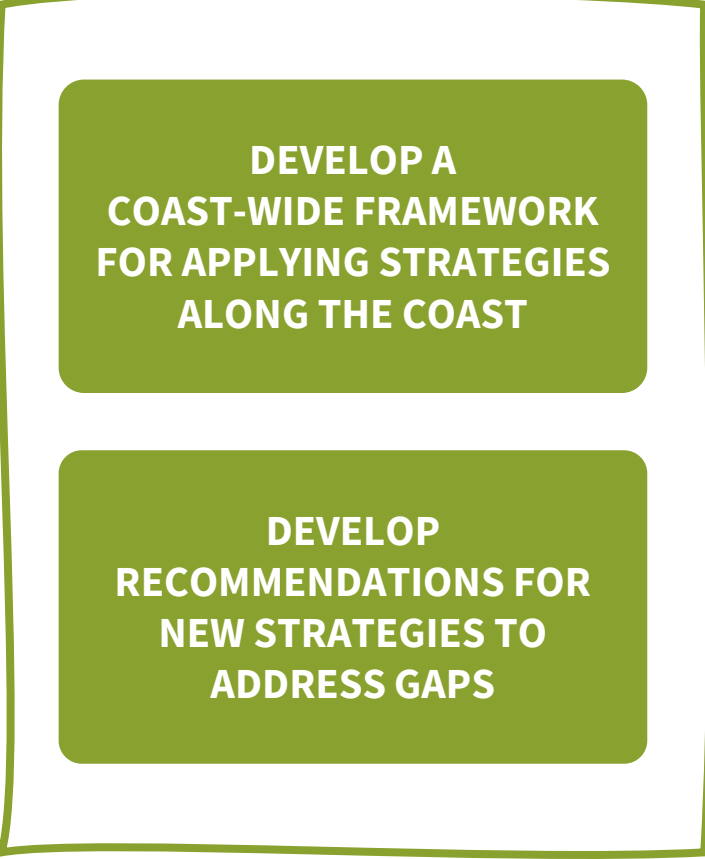 DEVELOP A
COAST-WIDE FRAMEWORK
FOR APPLYING STRATEGIES
ALONG THE COAST
DEVELOP
RECOMMENDATIONS FOR
NEW STRATEGIES TO
ADDRESS GAPS